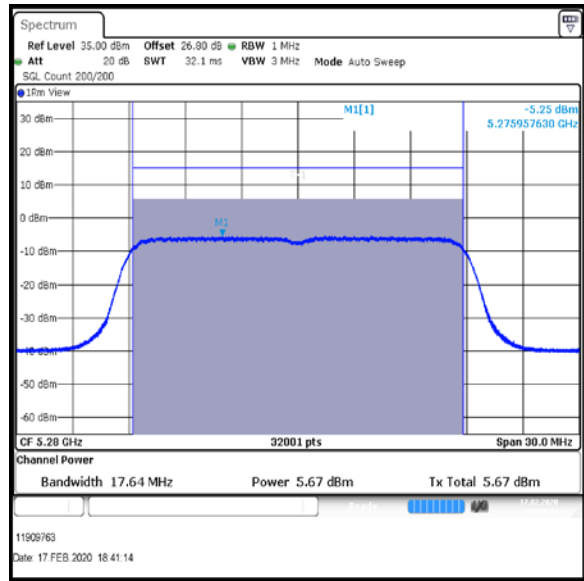 Spectrum
Ref Level 35.00 dBm Offset 26.80 dB RBW 1 MHz
Att 20 dB SWT 32.1 ms VBW 3 MHz Mode Auto Sweep
SGL Count 200/200
1Rm View
M1[1] -5.25 dBm
5.275957630 GHz
30 dBm
20 dBm
10 dBm
0 dBm
M1
-10 dBm
-20 dBm
-30 dBm
-50 dBm
-60 dBm
CF 5.28 GHz 32001 pts Span 30.0 MHz
Channel Power
Bandwidth 17.64 MHz Power 5.67 dBm Tx Total 5.67 dBm
11909763
Date: 17.FEB.2020 18:41:14